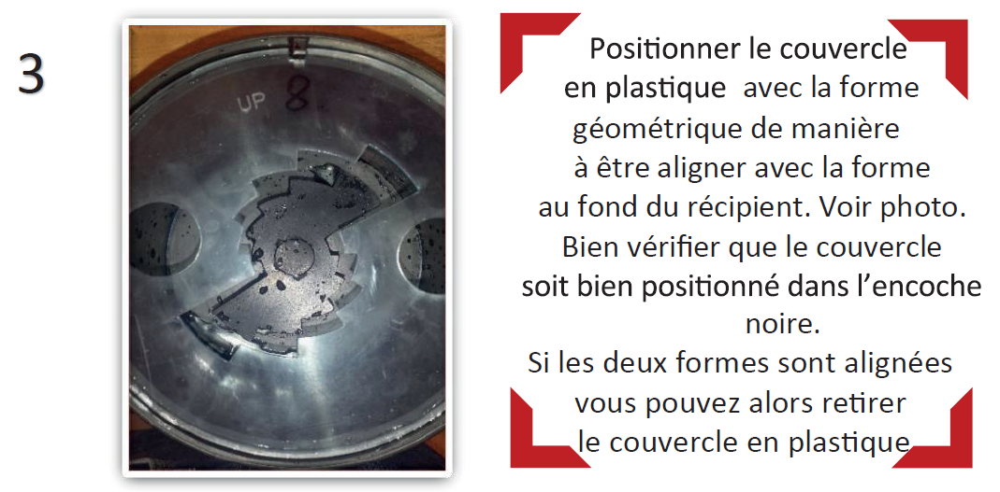 3
UP 8
Positionner le couvercle
en plastique avec la forme
géométrique de manière
à être aligner avec la forme
au fond du récipient. Voir photo.
Bien vérifier que le couvercle
soit bien positionné dans l'encoche
noire.
Si les deux formes sont alignées
vous pouvez alors retirer
le couvercle en plastique